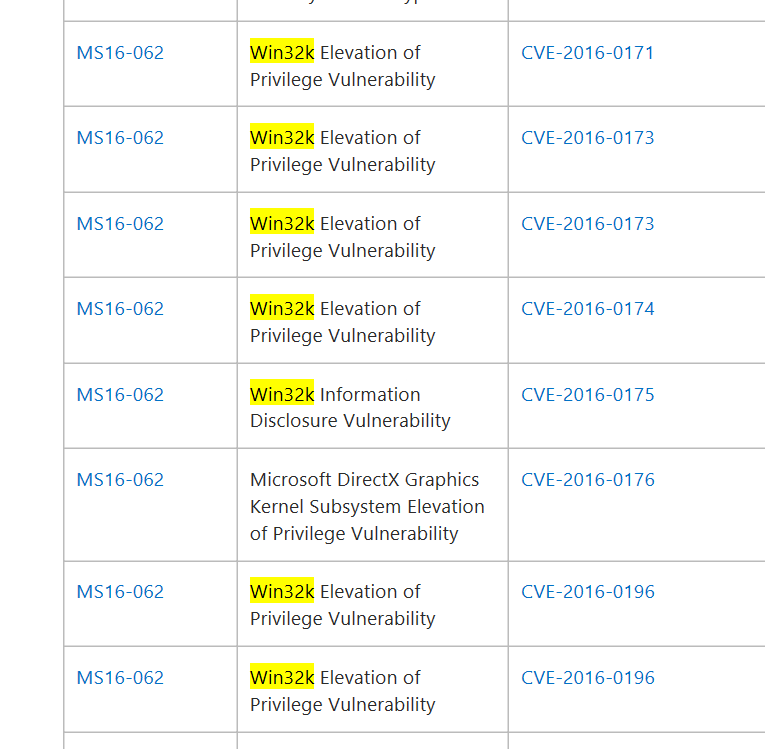 MS16-062 Win32k Elevation of CVE-2016-0171
Privilege Vulnerability
MS16-062 Win32k Elevation of CVE-2016-0173
Privilege Vulnerability
MS16-062 Win32k Elevation of CVE-2016-0173
Privilege Vulnerability
MS16-062 Win32k Elevation of CVE-2016-0174
Privilege Vulnerability
MS16-062 Win32k Information CVE-2016-0175
Disclosure Vulnerability
MS16-062 Microsoft DirectX Graphics CVE-2016-0176
Kernel Subsystem Elevation
of Privilege Vulnerability
MS16-062 Win32k Elevation of CVE-2016-0196
Privilege Vulnerability
MS16-062 Win32k Elevation of CVE-2016-0196
Privilege Vulnerability